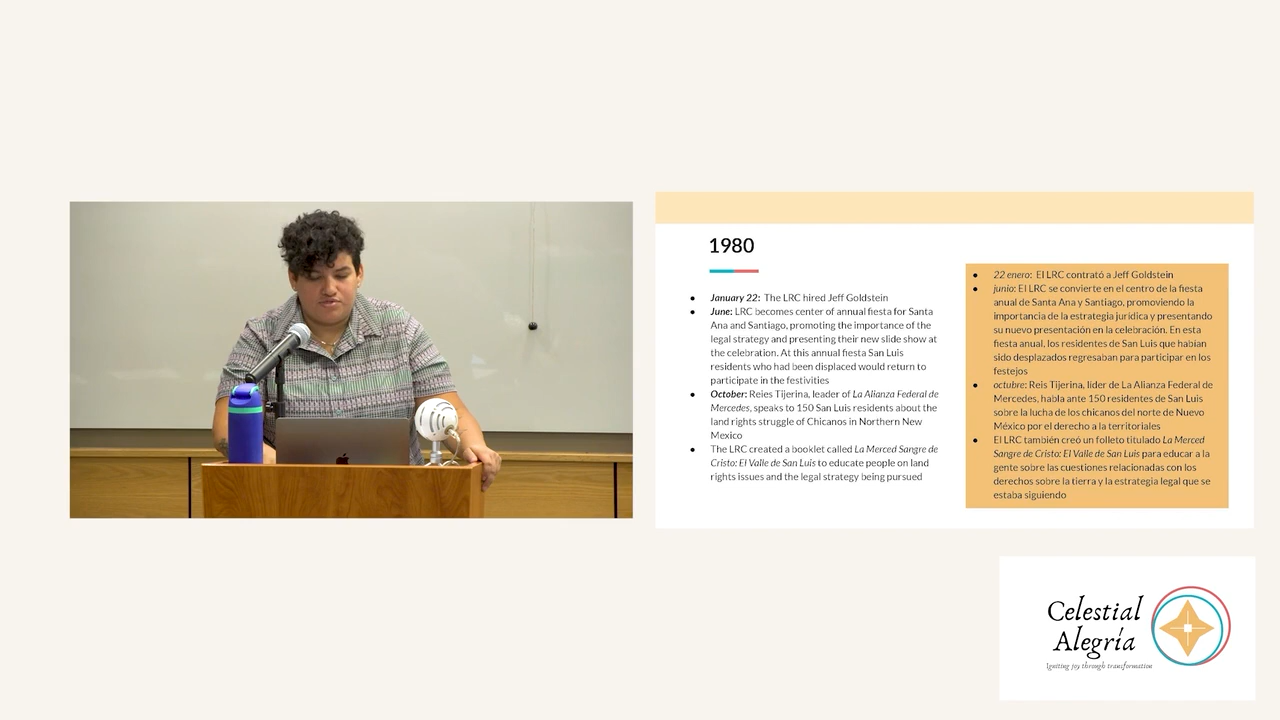 1980
● January 22: The LRC hired Jeff Goldstein
● June: LRC becomes center of annual fiesta for Santa
Ana and Santiago, promoting the importance of the
legal strategy and presenting their new slide show at
the celebration. At this annual fiesta San Luis
residents who had been displaced would return to
participate in the festivities
● October: Reies Tijerina, leader of La Alianza Federal de
Mercedes, speaks to 150 San Luis residents about the
land rights struggle of Chicanos in Northern New
Mexico
● The LRC created a booklet called La Merced Sangre de
Cristo: El Valle de San Luis to educate people on land
rights issues and the legal strategy being pursued
● 22 enero: El LRC contrató a Jeff Goldstein
● junio: El LRC se convierte en el centro de la fiesta
anual de Santa Ana y Santiago, promoviendo la
importancia de la estrategia jurídica y presentando
su nuevo presentación en la celebración. En esta
fiesta anual, los residentes de San Luis que habían
sido desplazados regresaban para participar en los
festejos
● octubre: Reis Tijerina, líder de La Alianza Federal de
Mercedes, habla ante 150 residentes de San Luis
sobre la lucha de los chicanos del norte de Nuevo
México por el derecho a la territoriales
● El LRC también creó un folleto titulado La Merced
Sangre de Cristo: El Valle de San Luis para educar a la
gente sobre las cuestiones relacionadas con los
derechos sobre la tierra y la estrategia legal que se
estaba siguiendo
Celestial
Alegría
Igniting joy through transformation